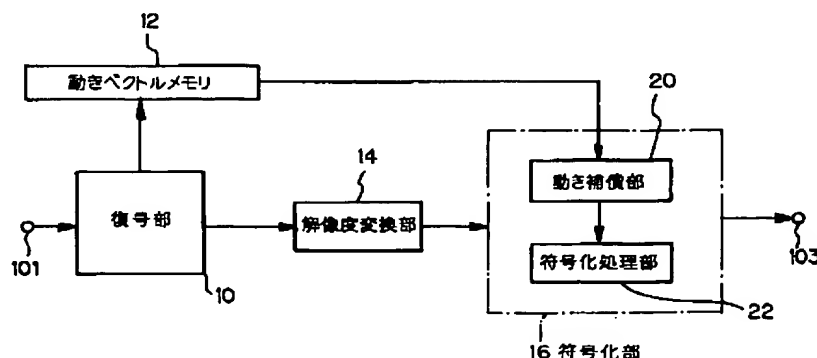 12
動きベクトルメモリ
20
14
動き補償部
復号部
解像度変換部
101
符号化処理部
103
10
22
16 符号化部